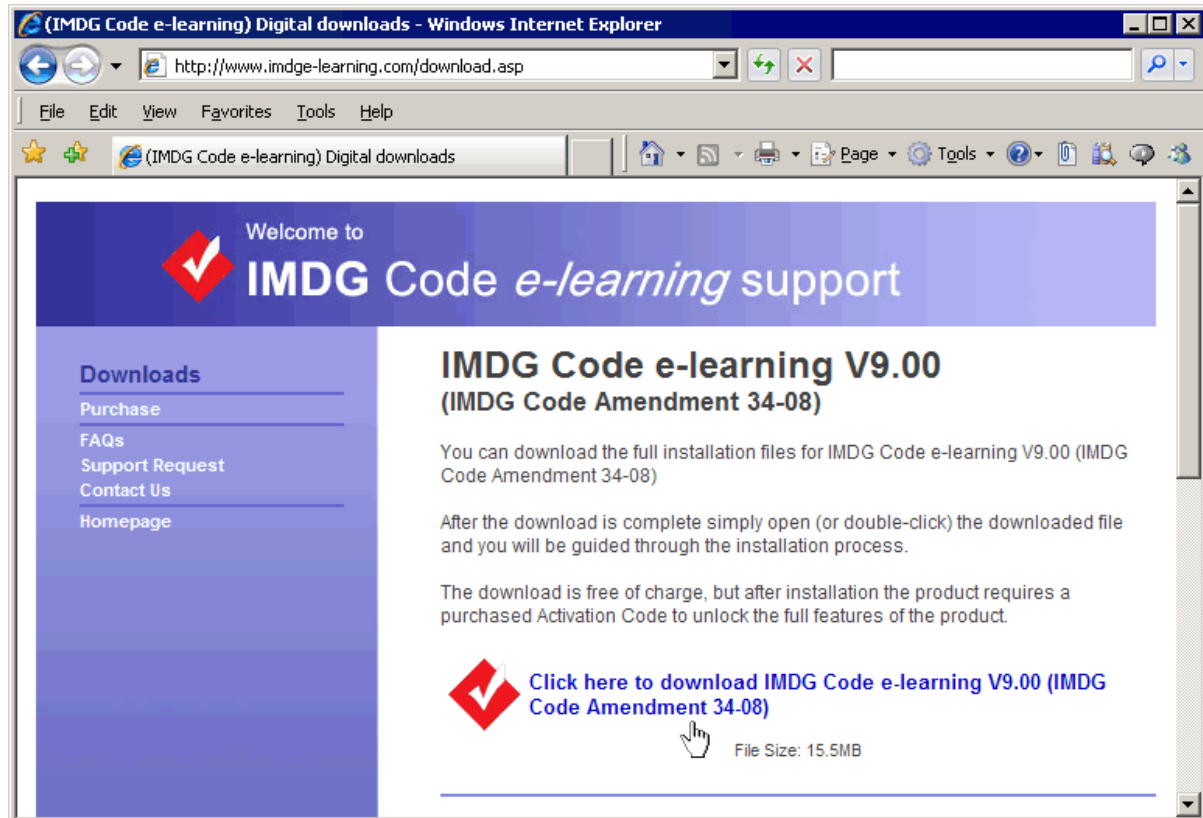 (IMDG Code e-learning) Digital downloads - Windows Internet Explorer
http://www.imdge-learning.com/download.asp
File Edit View Favorites Tools Help
(IMDG Code e-learning) Digital downloads
Page Tools
Welcome to
IMDG Code e-learning support
Downloads
Purchase
FAQs
Support Request
Contact Us
Homepage
IMDG Code e-learning V9.00
(IMDG Code Amendment 34-08)
You can download the full installation files for IMDG Code e-learning V9.00 (IMDG
Code Amendment 34-08)
After the download is complete simply open (or double-click) the downloaded file
and you will be guided through the installation process.
The download is free of charge, but after installation the product requires a
purchased Activation Code to unlock the full features of the product.
Click here to download IMDG Code e-learning V9.00 (IMDG
Code Amendment 34-08)
File Size: 15.5MB